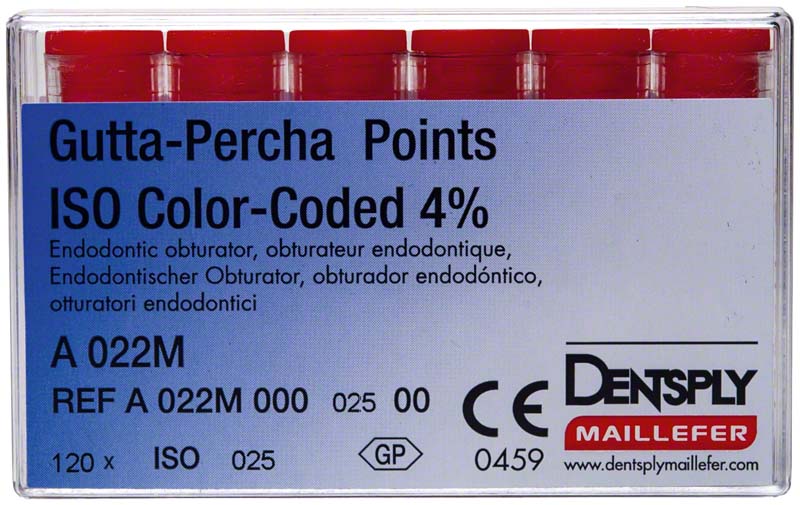 Gutta-Percha Points
ISO Color-Coded 4%
Endodontic obturator, obturateur endodontique,
Endodontischer Obturator, obturador endodóntico,
otturatori endodontici
A 022M
REF A 022M 000 025 00
120 x ISO 025
GP
CE
0459
DENTSPLY
MAILLEFER
www.dentsplymaillefer.com